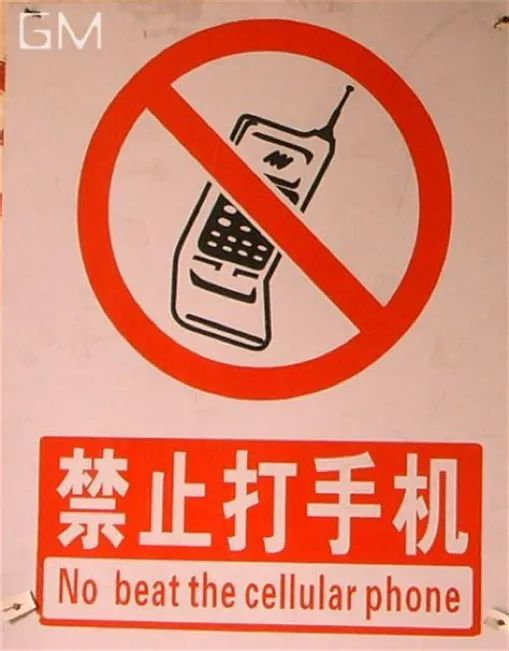 GM
禁止打手机
No beat the cellular phone